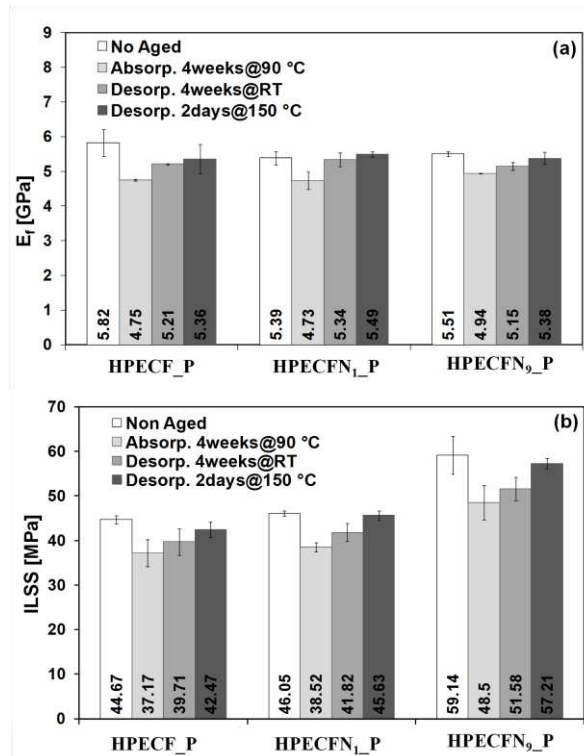 (a)
No Aged
Absorp. 4weeks@90 °C
Desorp. 4weeks@RT
Desorp. 2days@150 °C
E_f [GPa]
9
8
7
6
5
4
3
2
1
0
5.82 4.75 5.21 5.36 5.39 4.73 5.34 5.49 5.51 4.94 5.15 5.38
HPECF_P HPECFN₁_P HPECFN₉_P
(b)
Non Aged
Absorp. 4weeks@90 °C
Desorp. 4weeks@RT
Desorp. 2days@150 °C
ILSS [MPa]
70
60
50
40
30
20
10
0
44.67 37.17 39.71 42.47 46.05 38.52 41.82 45.63 59.14 48.5 51.58 57.21
HPECF_P HPECFN₁_P HPECFN₉_P